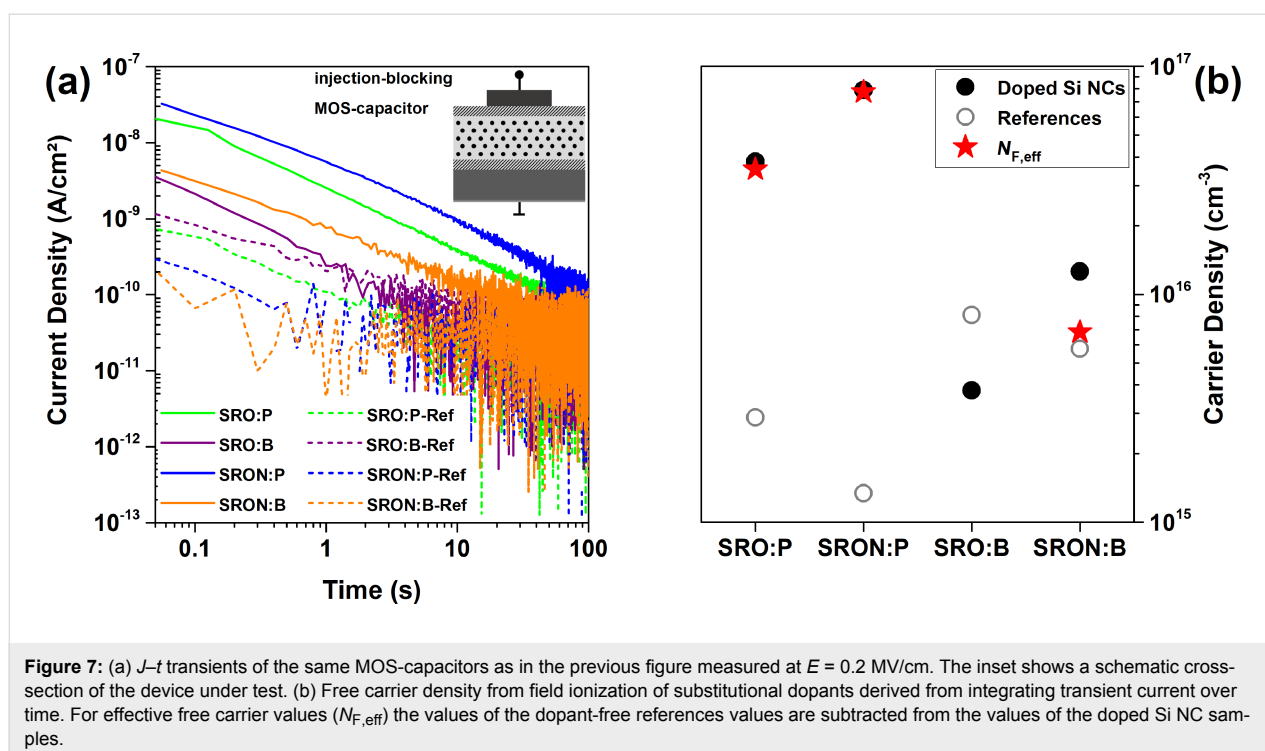 (a)
10⁻⁷
10⁻⁸
10⁻⁹
10⁻¹⁰
10⁻¹¹
10⁻¹²
10⁻¹³
Current Density (A/cm²)
injection-blocking
MOS-capacitor
SRO:P
SRO:B
SRON:P
SRON:B
SRO:P-Ref
SRO:B-Ref
SRON:P-Ref
SRON:B-Ref
0.1
1
10
100
Time (s)
(b)
Doped Si NCs
References
N_F,eff
10¹⁷
10¹⁶
10¹⁵
Carrier Density (cm⁻³)
SRO:P
SRON:P
SRO:B
SRON:B
Figure 7: (a) J–t transients of the same MOS-capacitors as in the previous figure measured at E = 0.2 MV/cm. The inset shows a schematic cross-
section of the device under test. (b) Free carrier density from field ionization of substitutional dopants derived from integrating transient current over
time. For effective free carrier values (N_F,eff) the values of the dopant-free references values are subtracted from the values of the doped Si NC sam-
ples.